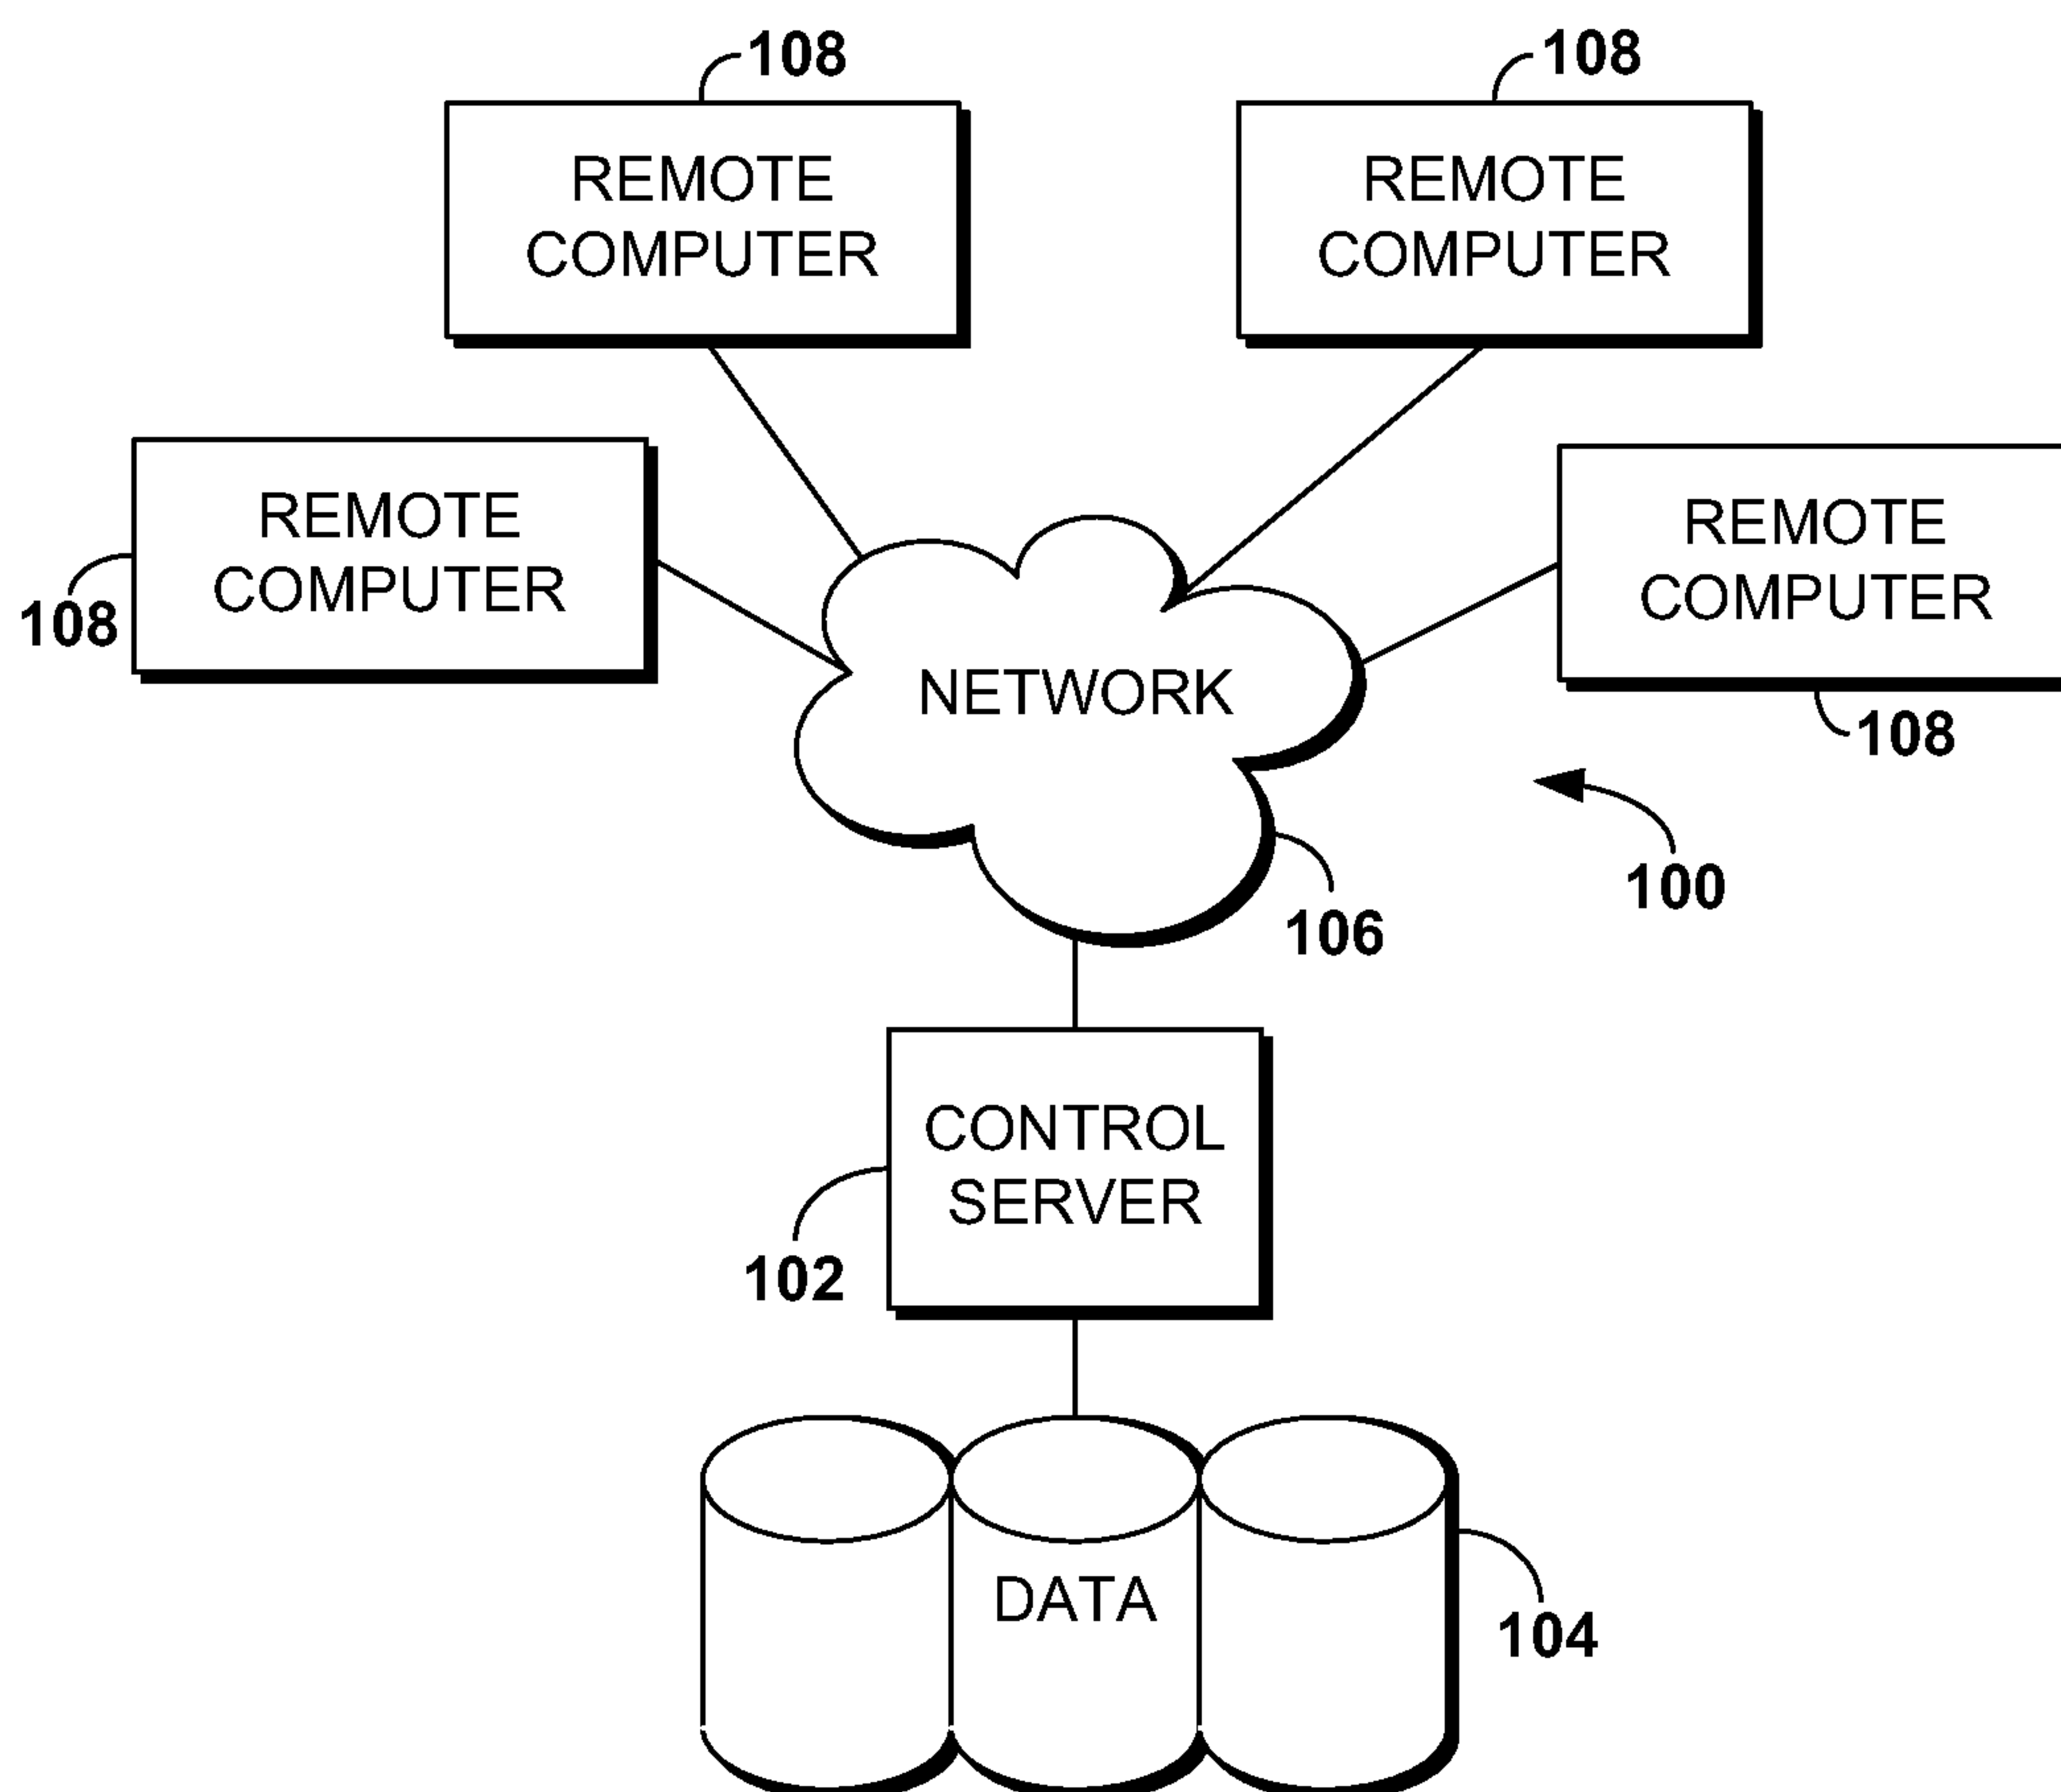 108
108
REMOTE
COMPUTER
REMOTE
COMPUTER
REMOTE
COMPUTER
REMOTE
COMPUTER
108
NETWORK
108
100
106
CONTROL
SERVER
102
DATA
104